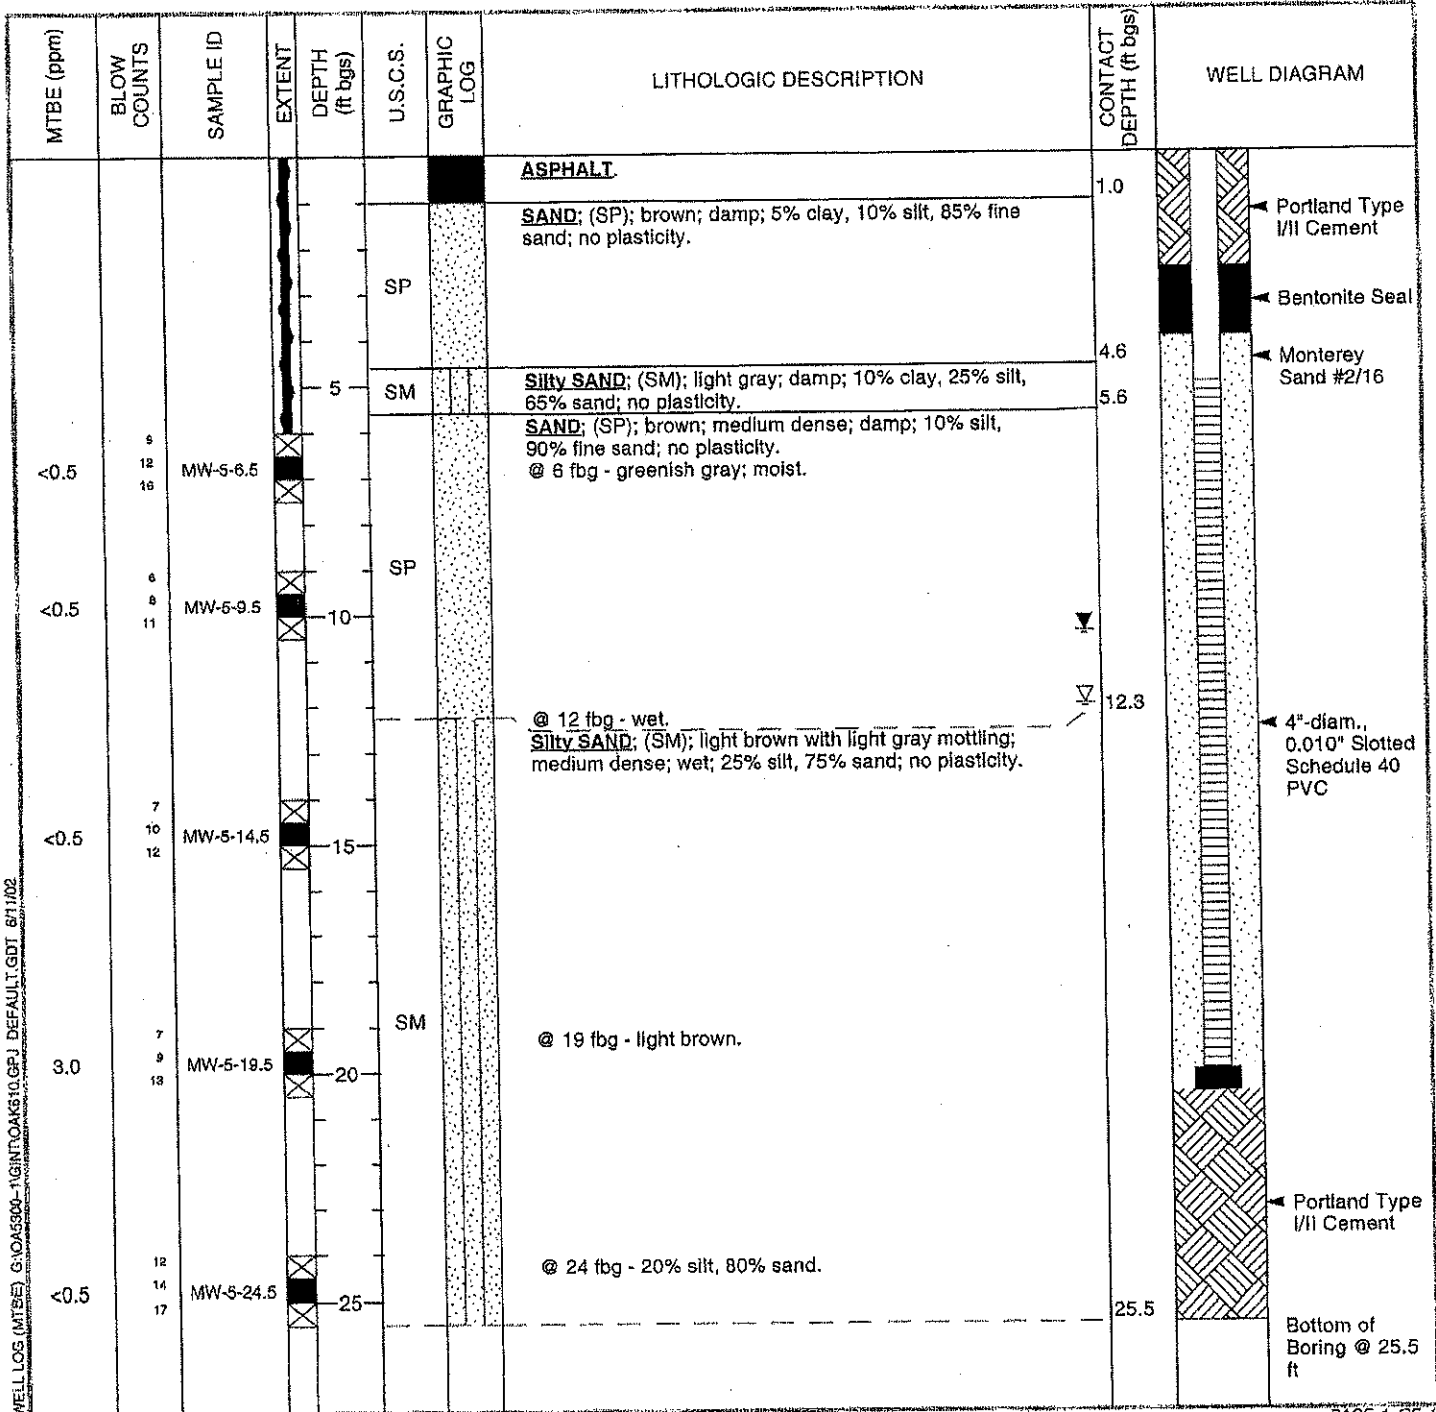 MTBE (ppm)
BLOW COUNTS
SAMPLE ID
EXTENT
DEPTH (ft bgs)
U.S.C.S.
GRAPHIC LOG
LITHOLOGIC DESCRIPTION
CONTACT DEPTH (ft bgs)
WELL DIAGRAM
ASPHALT.
1.0
SAND; (SP); brown; damp; 5% clay, 10% silt, 85% fine
sand; no plasticity.
SP
Portland Type
I/II Cement
Bentonite Seal
4.6
Monterey
Sand #2/16
5
SM
Silty SAND; (SM); light gray; damp; 10% clay, 25% silt,
65% sand; no plasticity.
5.6
SAND; (SP); brown; medium dense; damp; 10% silt,
90% fine sand; no plasticity.
@ 6 fbg - greenish gray; moist.
<0.5
12
16
MW-5-6.5
SP
<0.5
6
8
11
MW-5-9.5
10
@ 12 fbg - wet.
12.3
Silty SAND; (SM); light brown with light gray mottling;
medium dense; wet; 25% silt, 75% sand; no plasticity.
4"-diam.,
0.010" Slotted
Schedule 40
PVC
<0.5
7
10
12
MW-5-14.5
15
SM
@ 19 fbg - light brown.
3.0
7
9
13
MW-5-19.5
20
Portland Type
I/II Cement
@ 24 fbg - 20% silt, 80% sand.
<0.5
12
14
17
MW-5-24.5
25
25.5
Bottom of
Boring @ 25.5
ft
WELL LOG (MTBE) G:\OA5300~1\GINT\OAK610.GPJ DEFAULT.GDT 6/11/02